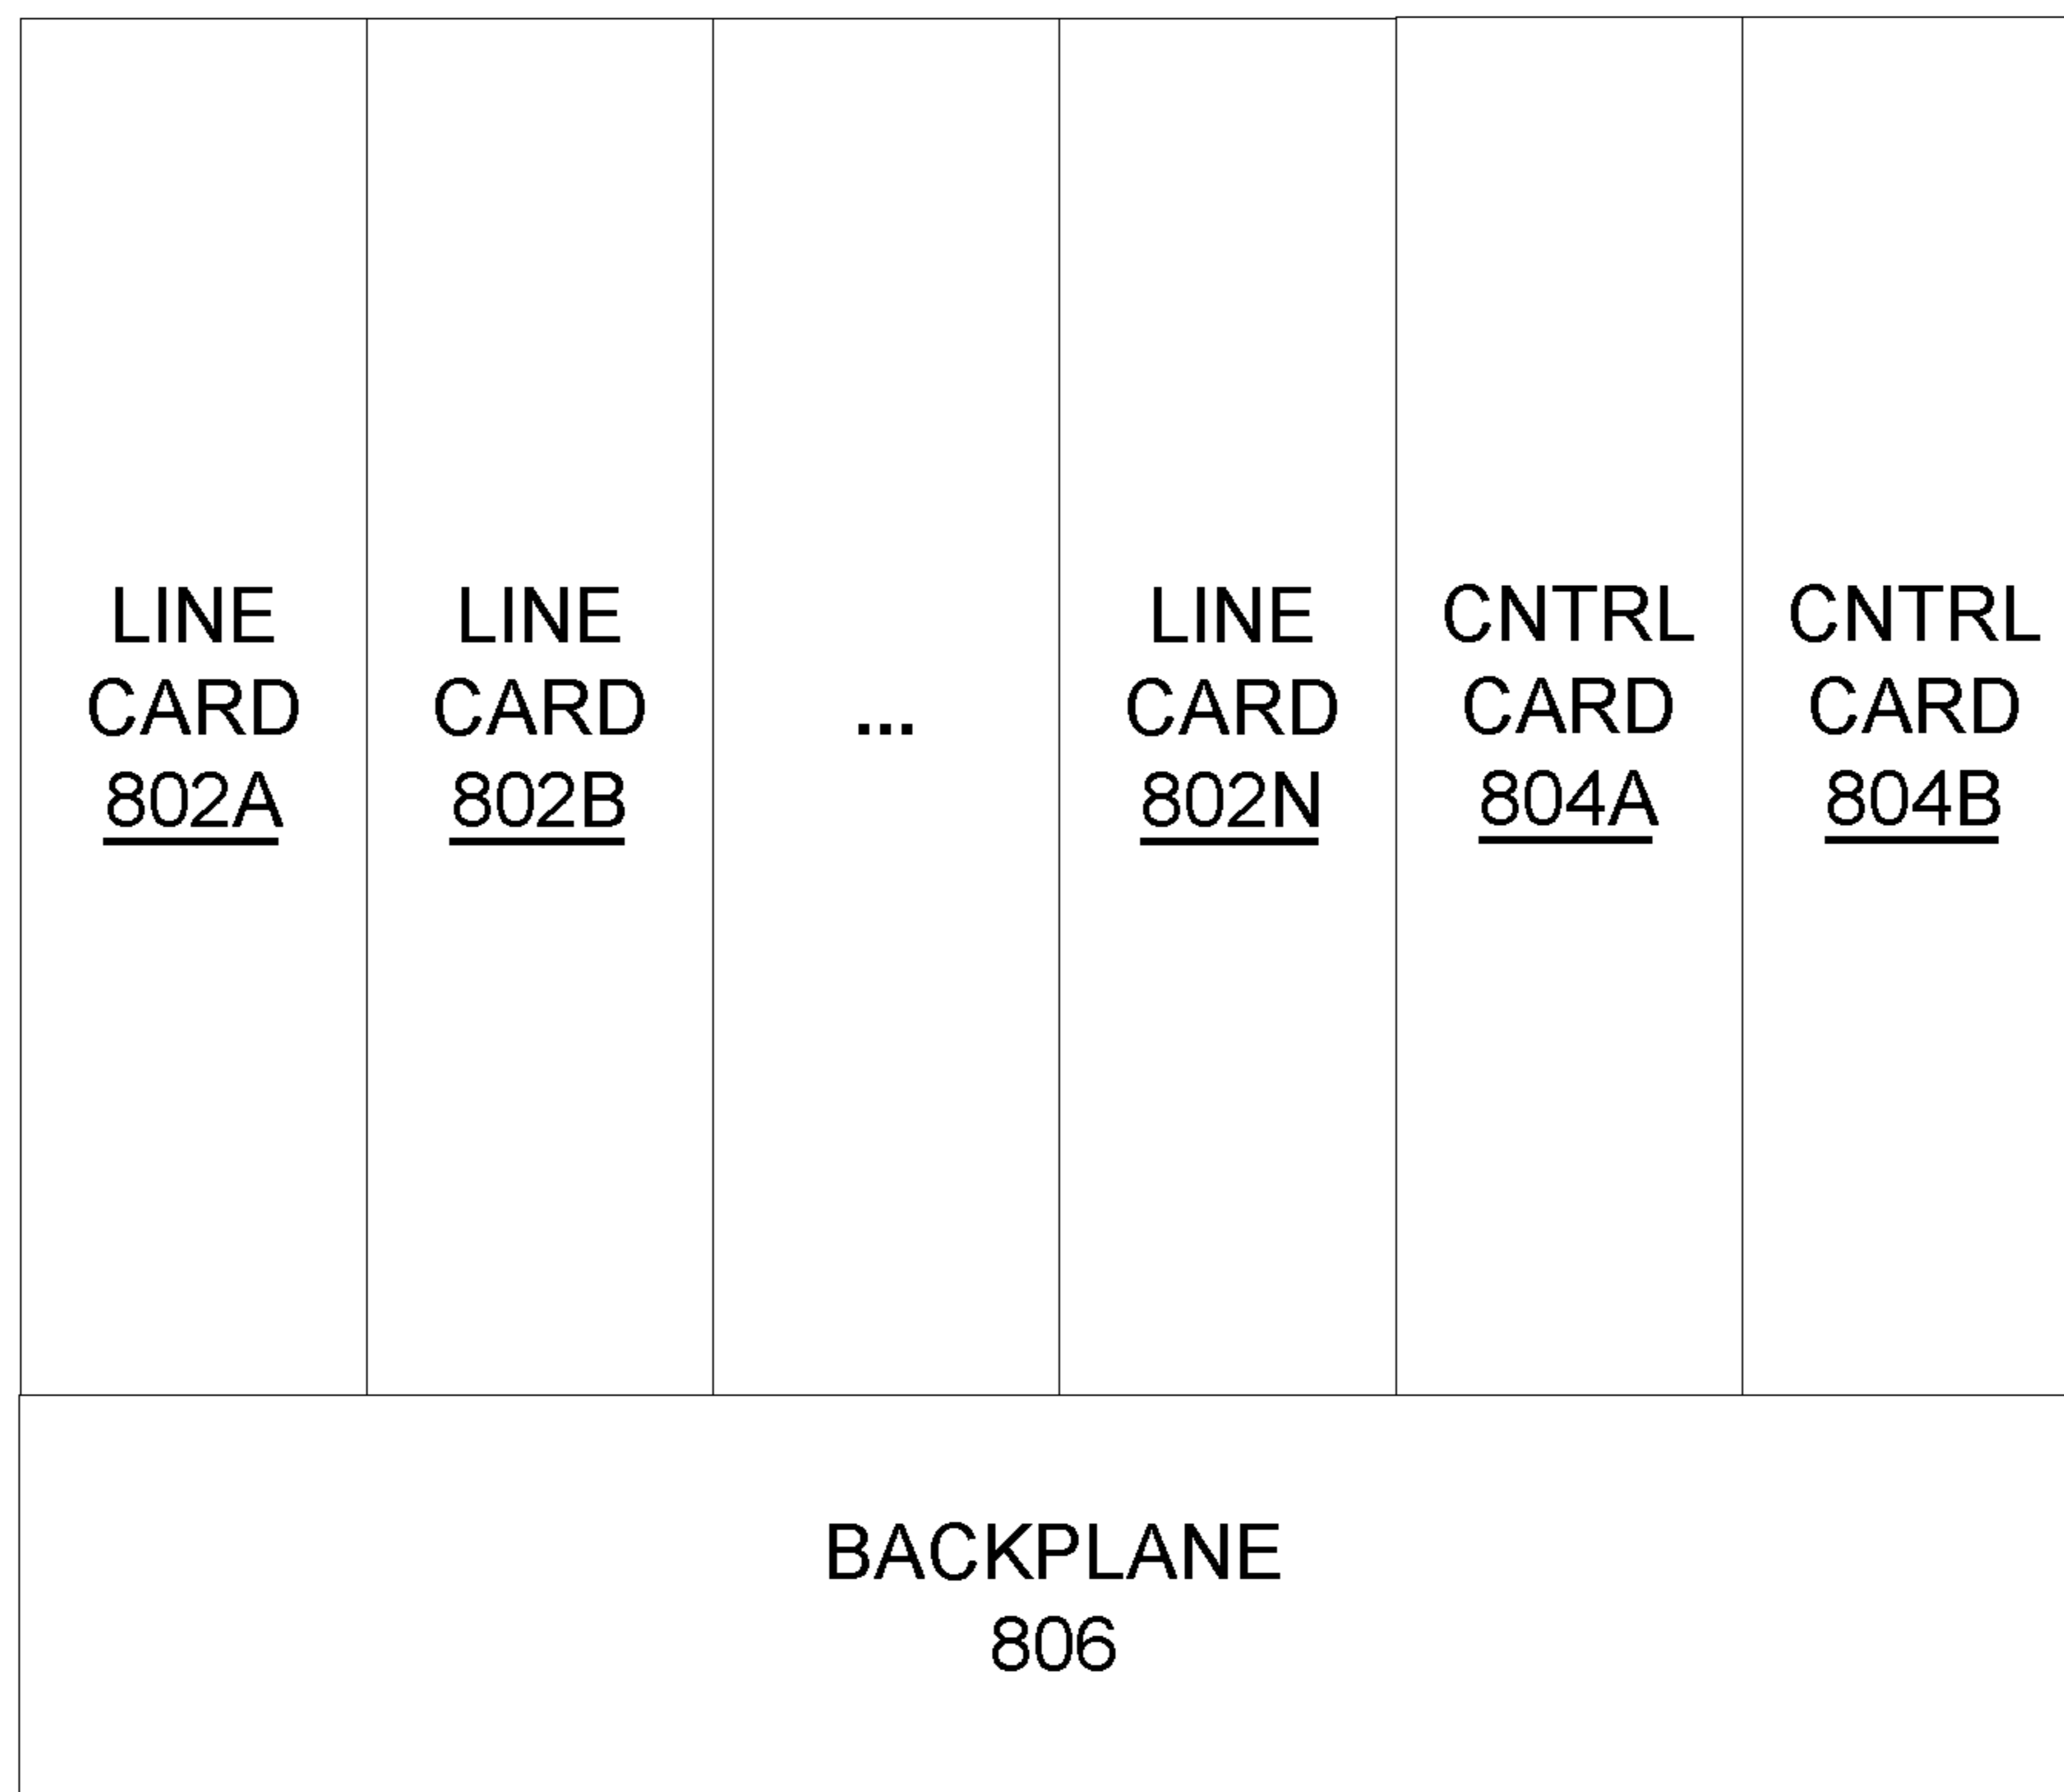 LINE
CARD
802A
LINE
CARD
802B
...
LINE
CARD
802N
CNTRL
CARD
804A
CNTRL
CARD
804B
BACKPLANE
806